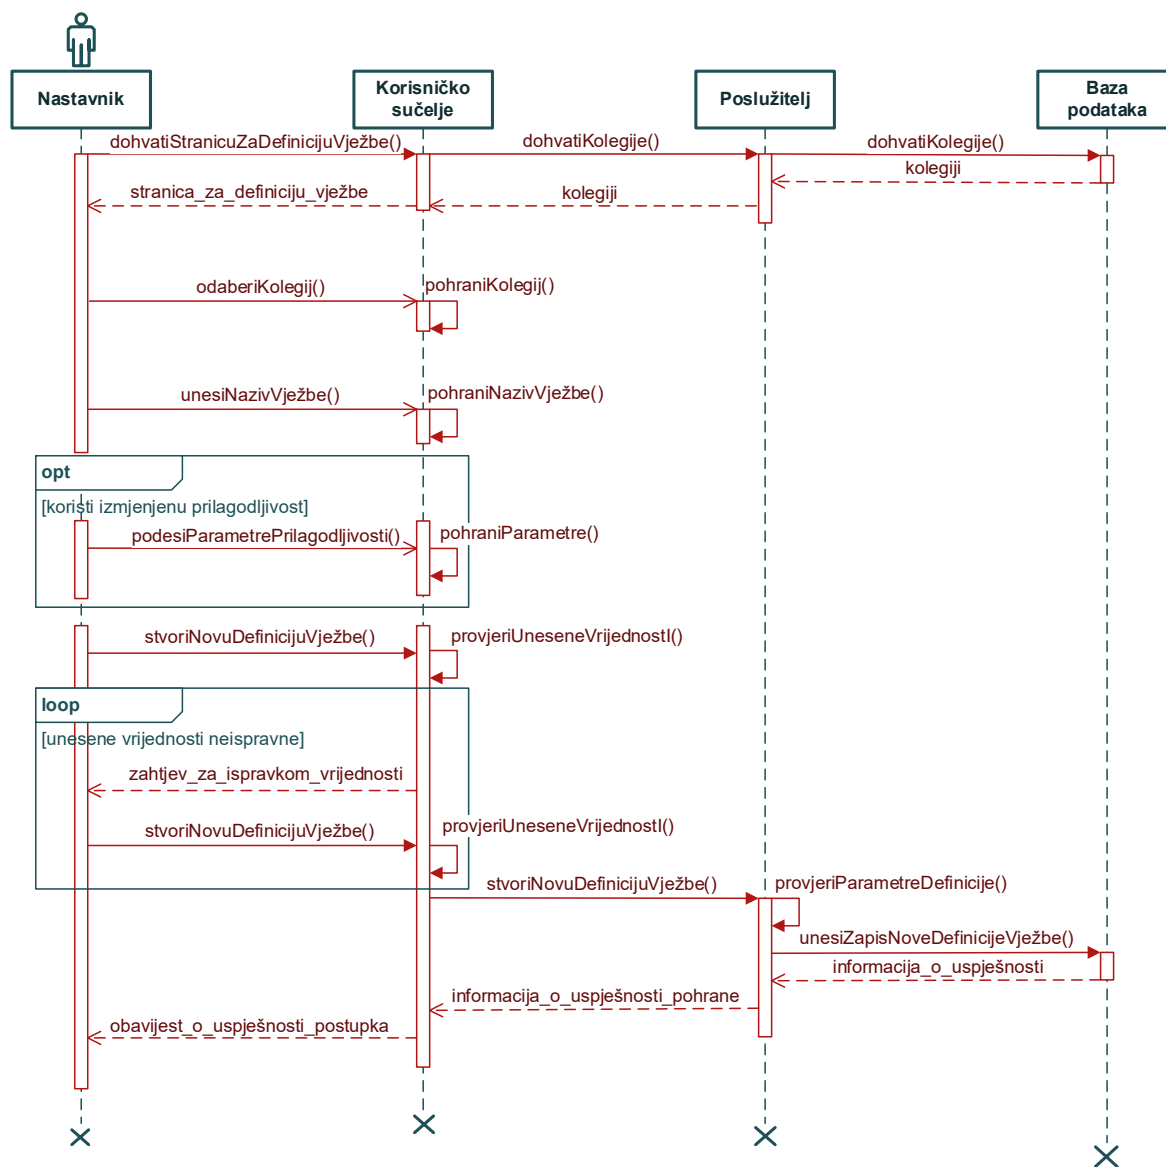 Nastavnik
Korisničko
sučelje
Poslužitelj
Baza
podataka
dohvatiStranicuZaDefinicijuVježbe()
dohvatiKolegije()
dohvatiKolegije()
kolegiji
stranica_za_definiciju_vježbe
kolegiji
odaberiKolegij()
pohraniKolegij()
unesiNazivVježbe()
pohraniNazivVježbe()
opt
[koristi izmjenjenu prilagodljivost]
podesiParametrePrilagodljivosti()
pohraniParametre()
stvoriNovuDefinicijuVježbe()
provjeriUneseneVrijednostI()
loop
[unesene vrijednosti neispravne]
zahtjev_za_ispravkom_vrijednosti
stvoriNovuDefinicijuVježbe()
provjeriUneseneVrijednostI()
stvoriNovuDefinicijuVježbe()
provjeriParametreDefinicije()
unesiZapisNoveDefinicijeVježbe()
informacija_o_uspješnosti
informacija_o_uspješnosti_pohrane
obavijest_o_uspješnosti_postupka